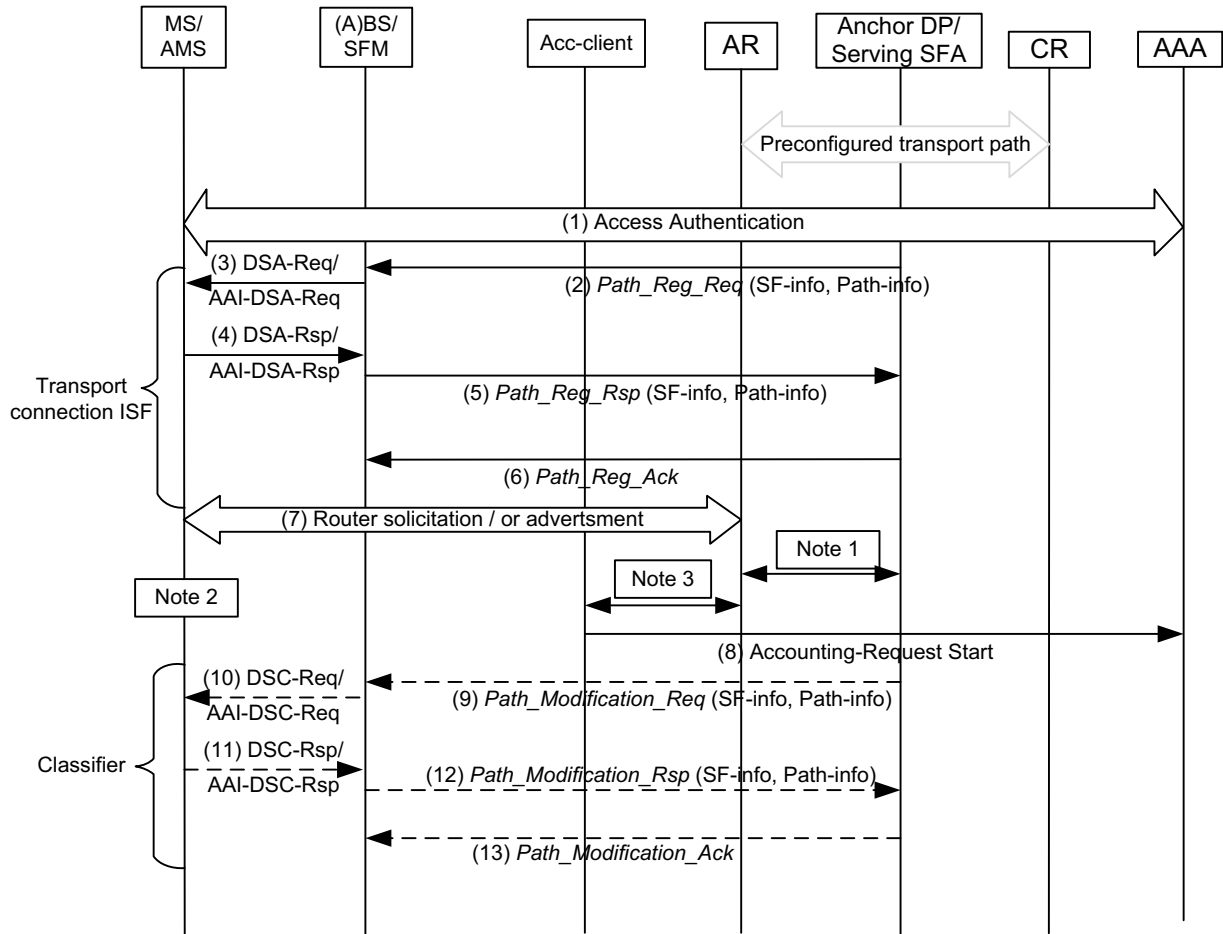 MS/
AMS
(A)BS/
SFM
Acc-client
AR
Anchor DP/
Serving SFA
CR
AAA
Preconfigured transport path
(1) Access Authentication
(3) DSA-Req/
AAI-DSA-Req
(2) Path_Reg_Req (SF-info, Path-info)
(4) DSA-Rsp/
AAI-DSA-Rsp
Transport
connection ISF
(5) Path_Reg_Rsp (SF-info, Path-info)
(6) Path_Reg_Ack
(7) Router solicitation / or advertsment
Note 1
Note 3
Note 2
(8) Accounting-Request Start
(10) DSC-Req/
AAI-DSC-Req
(9) Path_Modification_Req (SF-info, Path-info)
(11) DSC-Rsp/
AAI-DSC-Rsp
Classifier
(12) Path_Modification_Rsp (SF-info, Path-info)
(13) Path_Modification_Ack